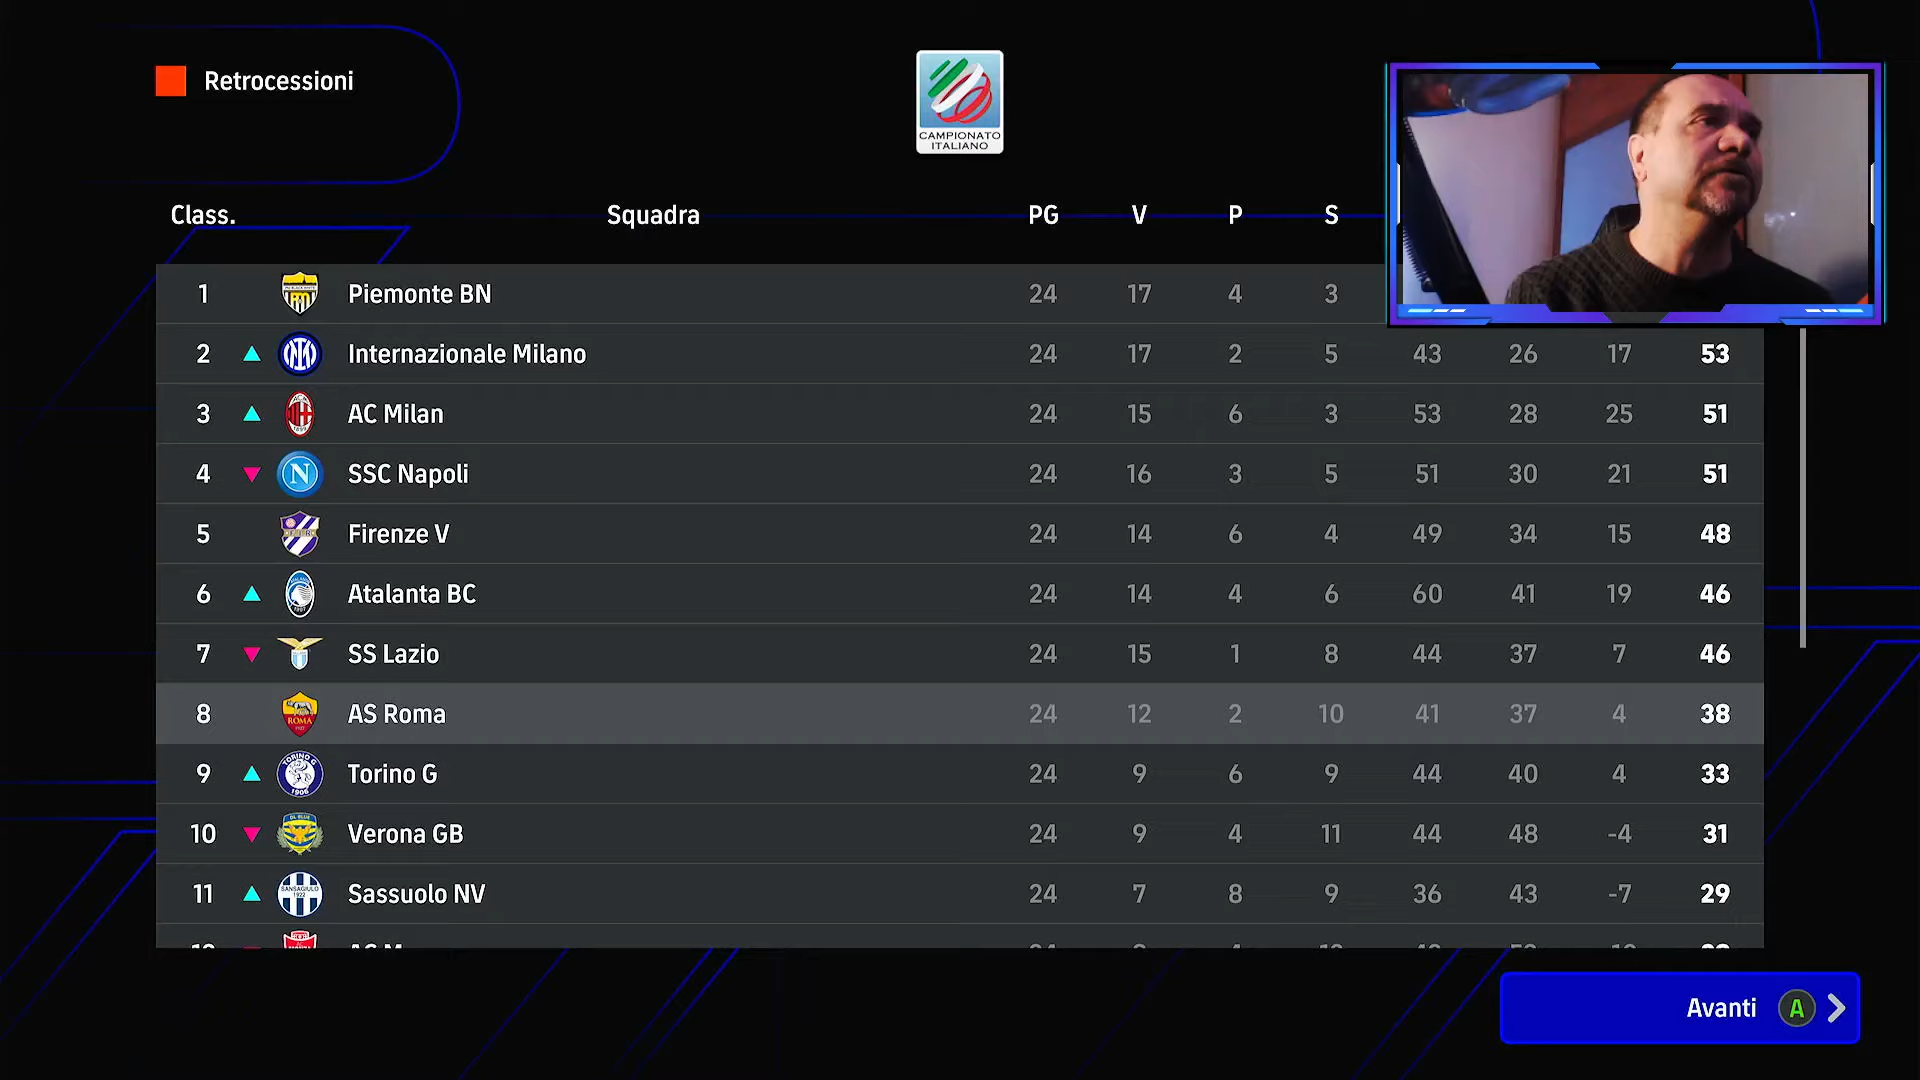 Retrocessioni
CAMPIONATO
ITALIANO
Class. Squadra PG V P S
1 Piemonte BN 24 17 4 3
2 Internazionale Milano 24 17 2 5 43 26 17 53
3 AC Milan 24 15 6 3 53 28 25 51
4 SSC Napoli 24 16 3 5 51 30 21 51
5 Firenze V 24 14 6 4 49 34 15 48
6 Atalanta BC 24 14 4 6 60 41 19 46
7 SS Lazio 24 15 1 8 44 37 7 46
8 AS Roma 24 12 2 10 41 37 4 38
9 Torino G 24 9 6 9 44 40 4 33
10 Verona GB 24 9 4 11 44 48 -4 31
11 Sassuolo NV 24 7 8 9 36 43 -7 29
Avanti A